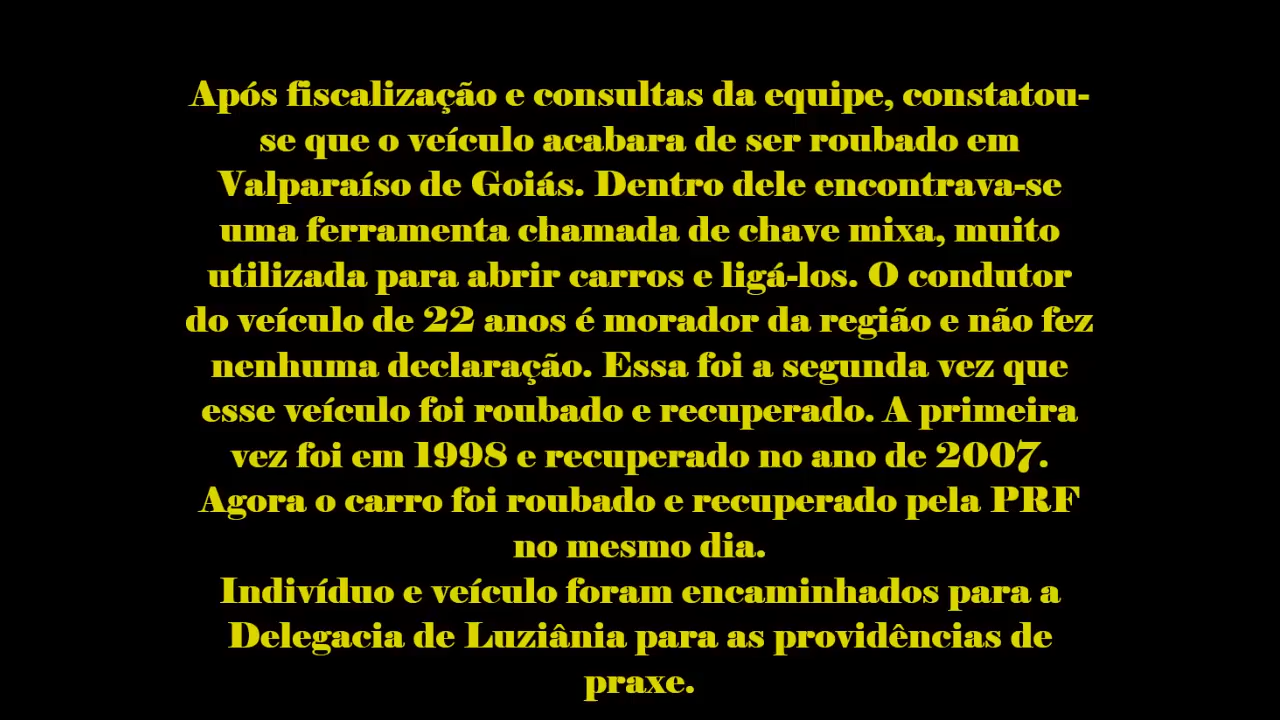 Após fiscalização e consultas da equipe, constatou-
se que o veículo acabara de ser roubado em
Valparaíso de Goiás. Dentro dele encontrava-se
uma ferramenta chamada de chave mixa, muito
utilizada para abrir carros e ligá-los. O condutor
do veículo de 22 anos é morador da região e não fez
nenhuma declaração. Essa foi a segunda vez que
esse veículo foi roubado e recuperado. A primeira
vez foi em 1998 e recuperado no ano de 2007.
Agora o carro foi roubado e recuperado pela PRF
no mesmo dia.
Indivíduo e veículo foram encaminhados para a
Delegacia de Luziânia para as providências de
praxe.